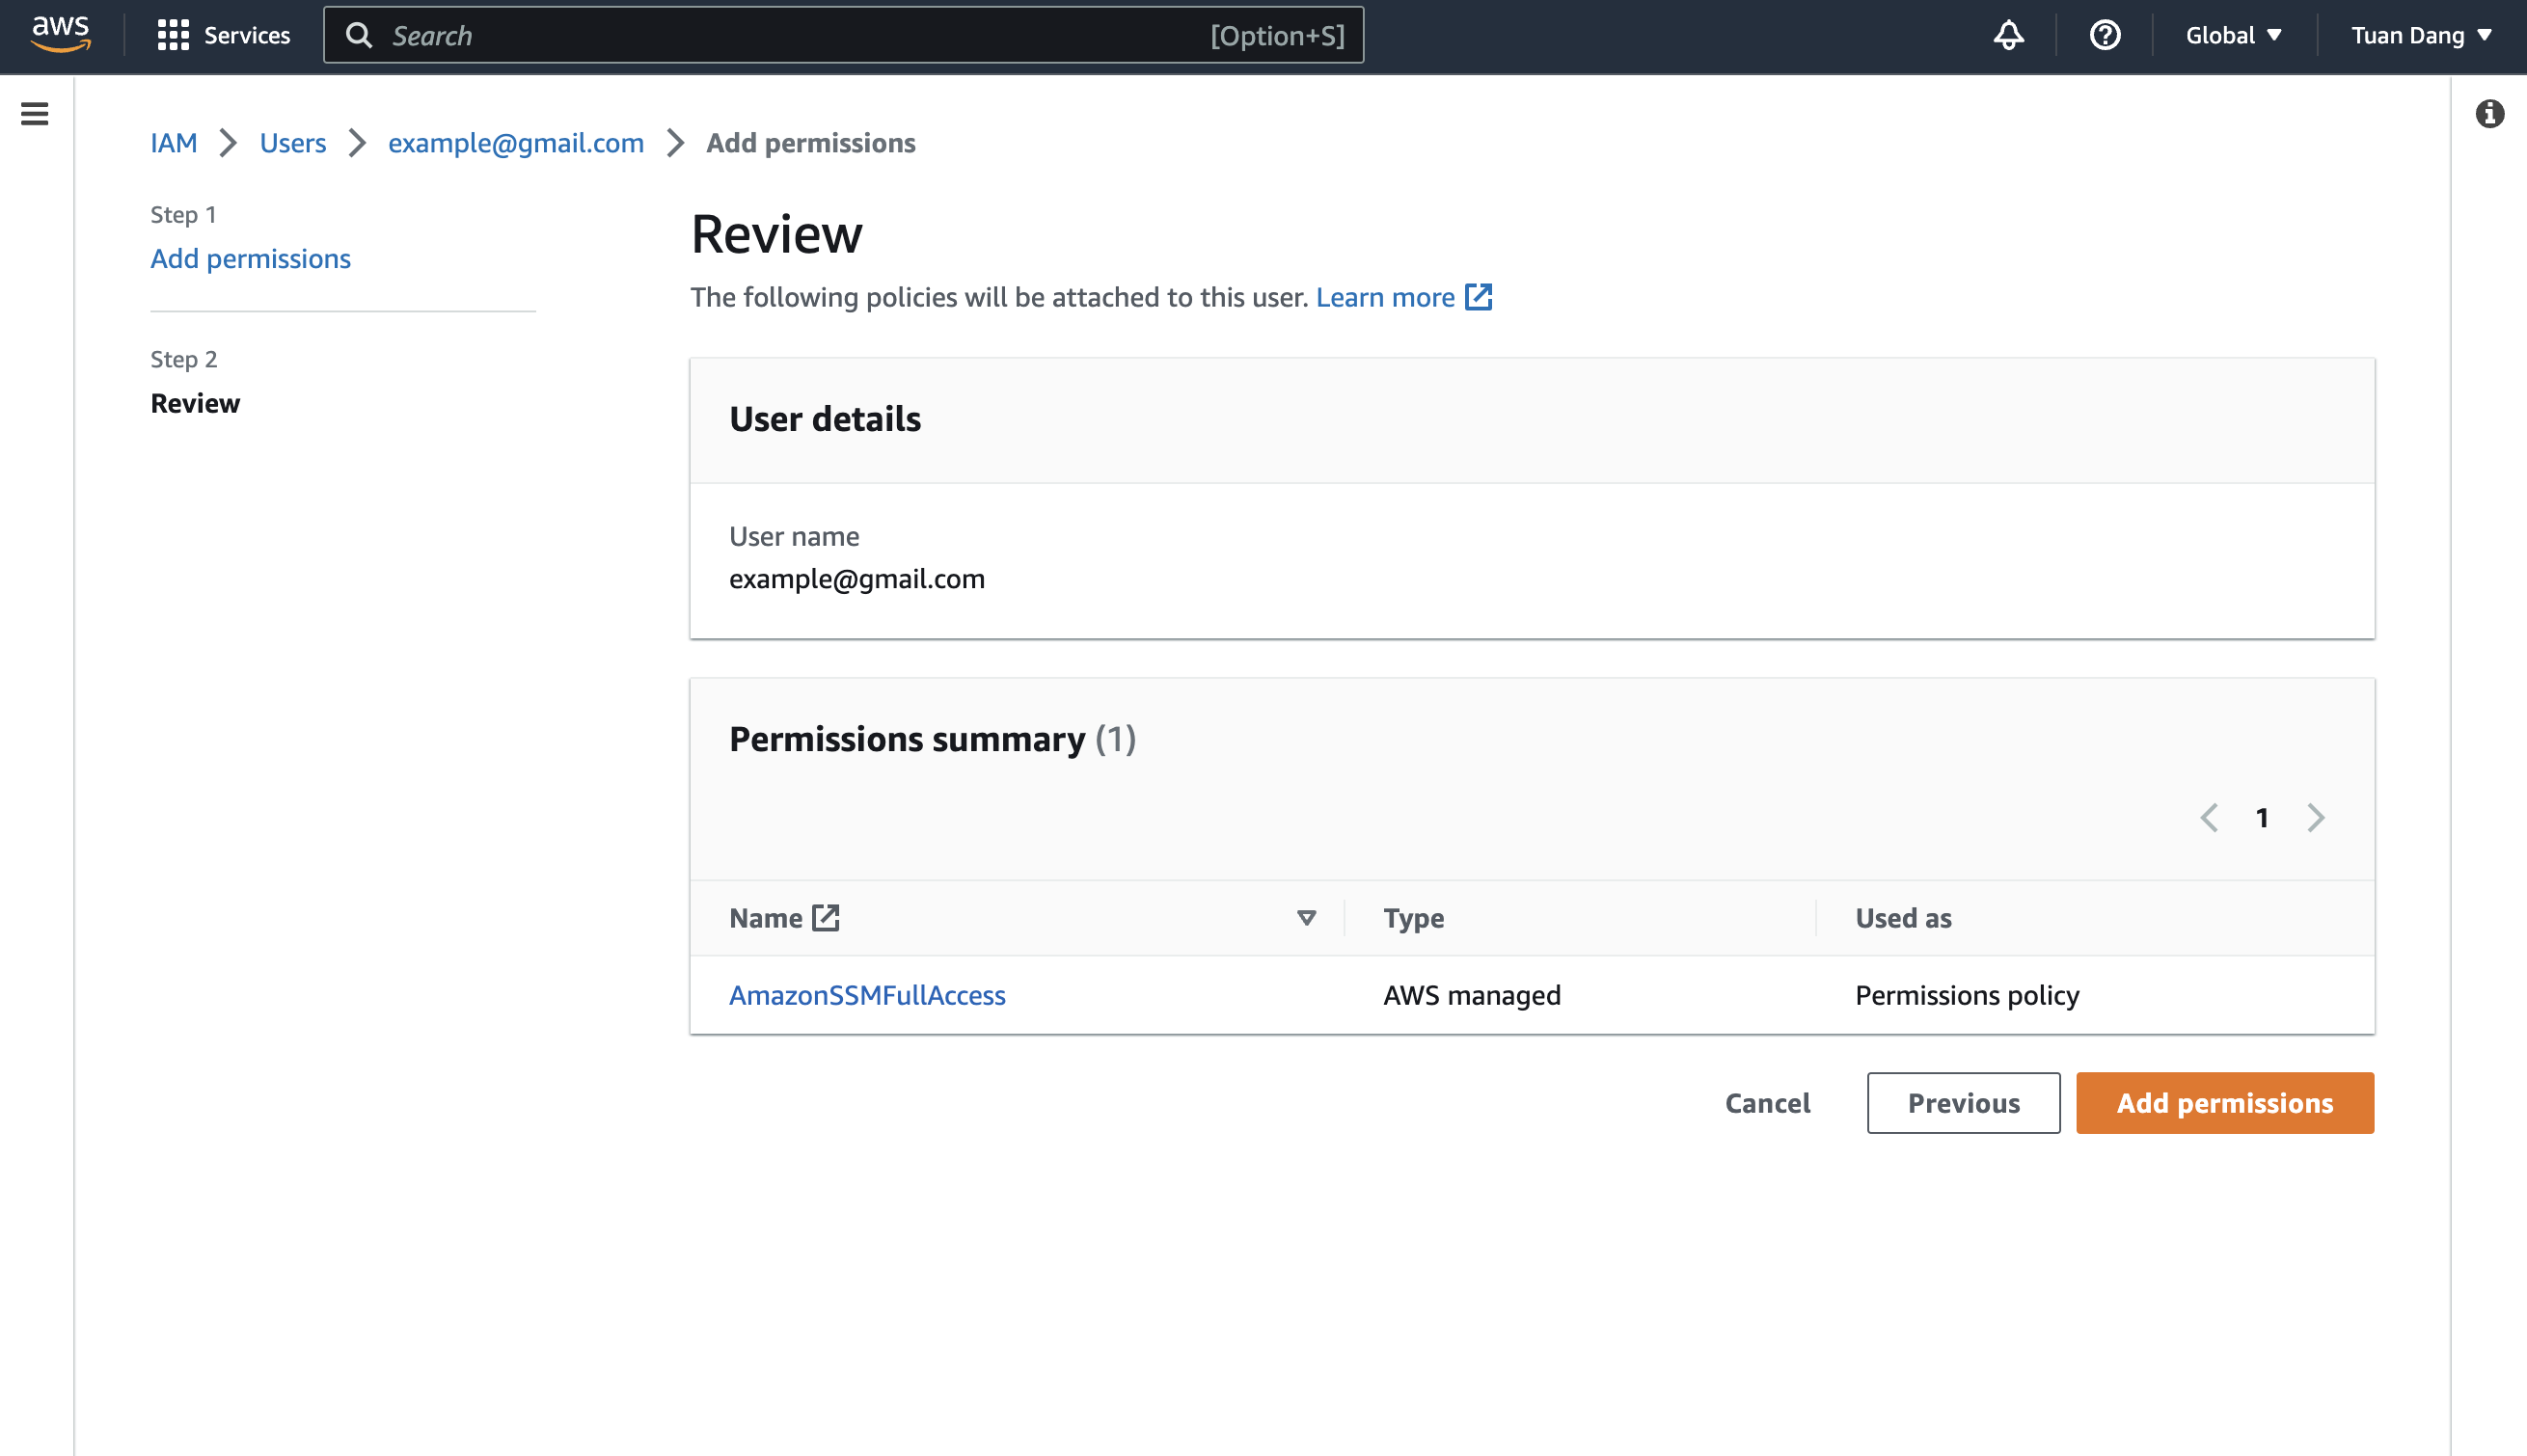 aws
Services
Search
[Option+S]
Global
Tuan Dang
IAM
Users
example@gmail.com
Add permissions
Step 1
Add permissions
Step 2
Review
Review
The following policies will be attached to this user. Learn more
User details
User name
example@gmail.com
Permissions summary (1)
1
Name
Type
Used as
AmazonSSMFullAccess
AWS managed
Permissions policy
Cancel
Previous
Add permissions